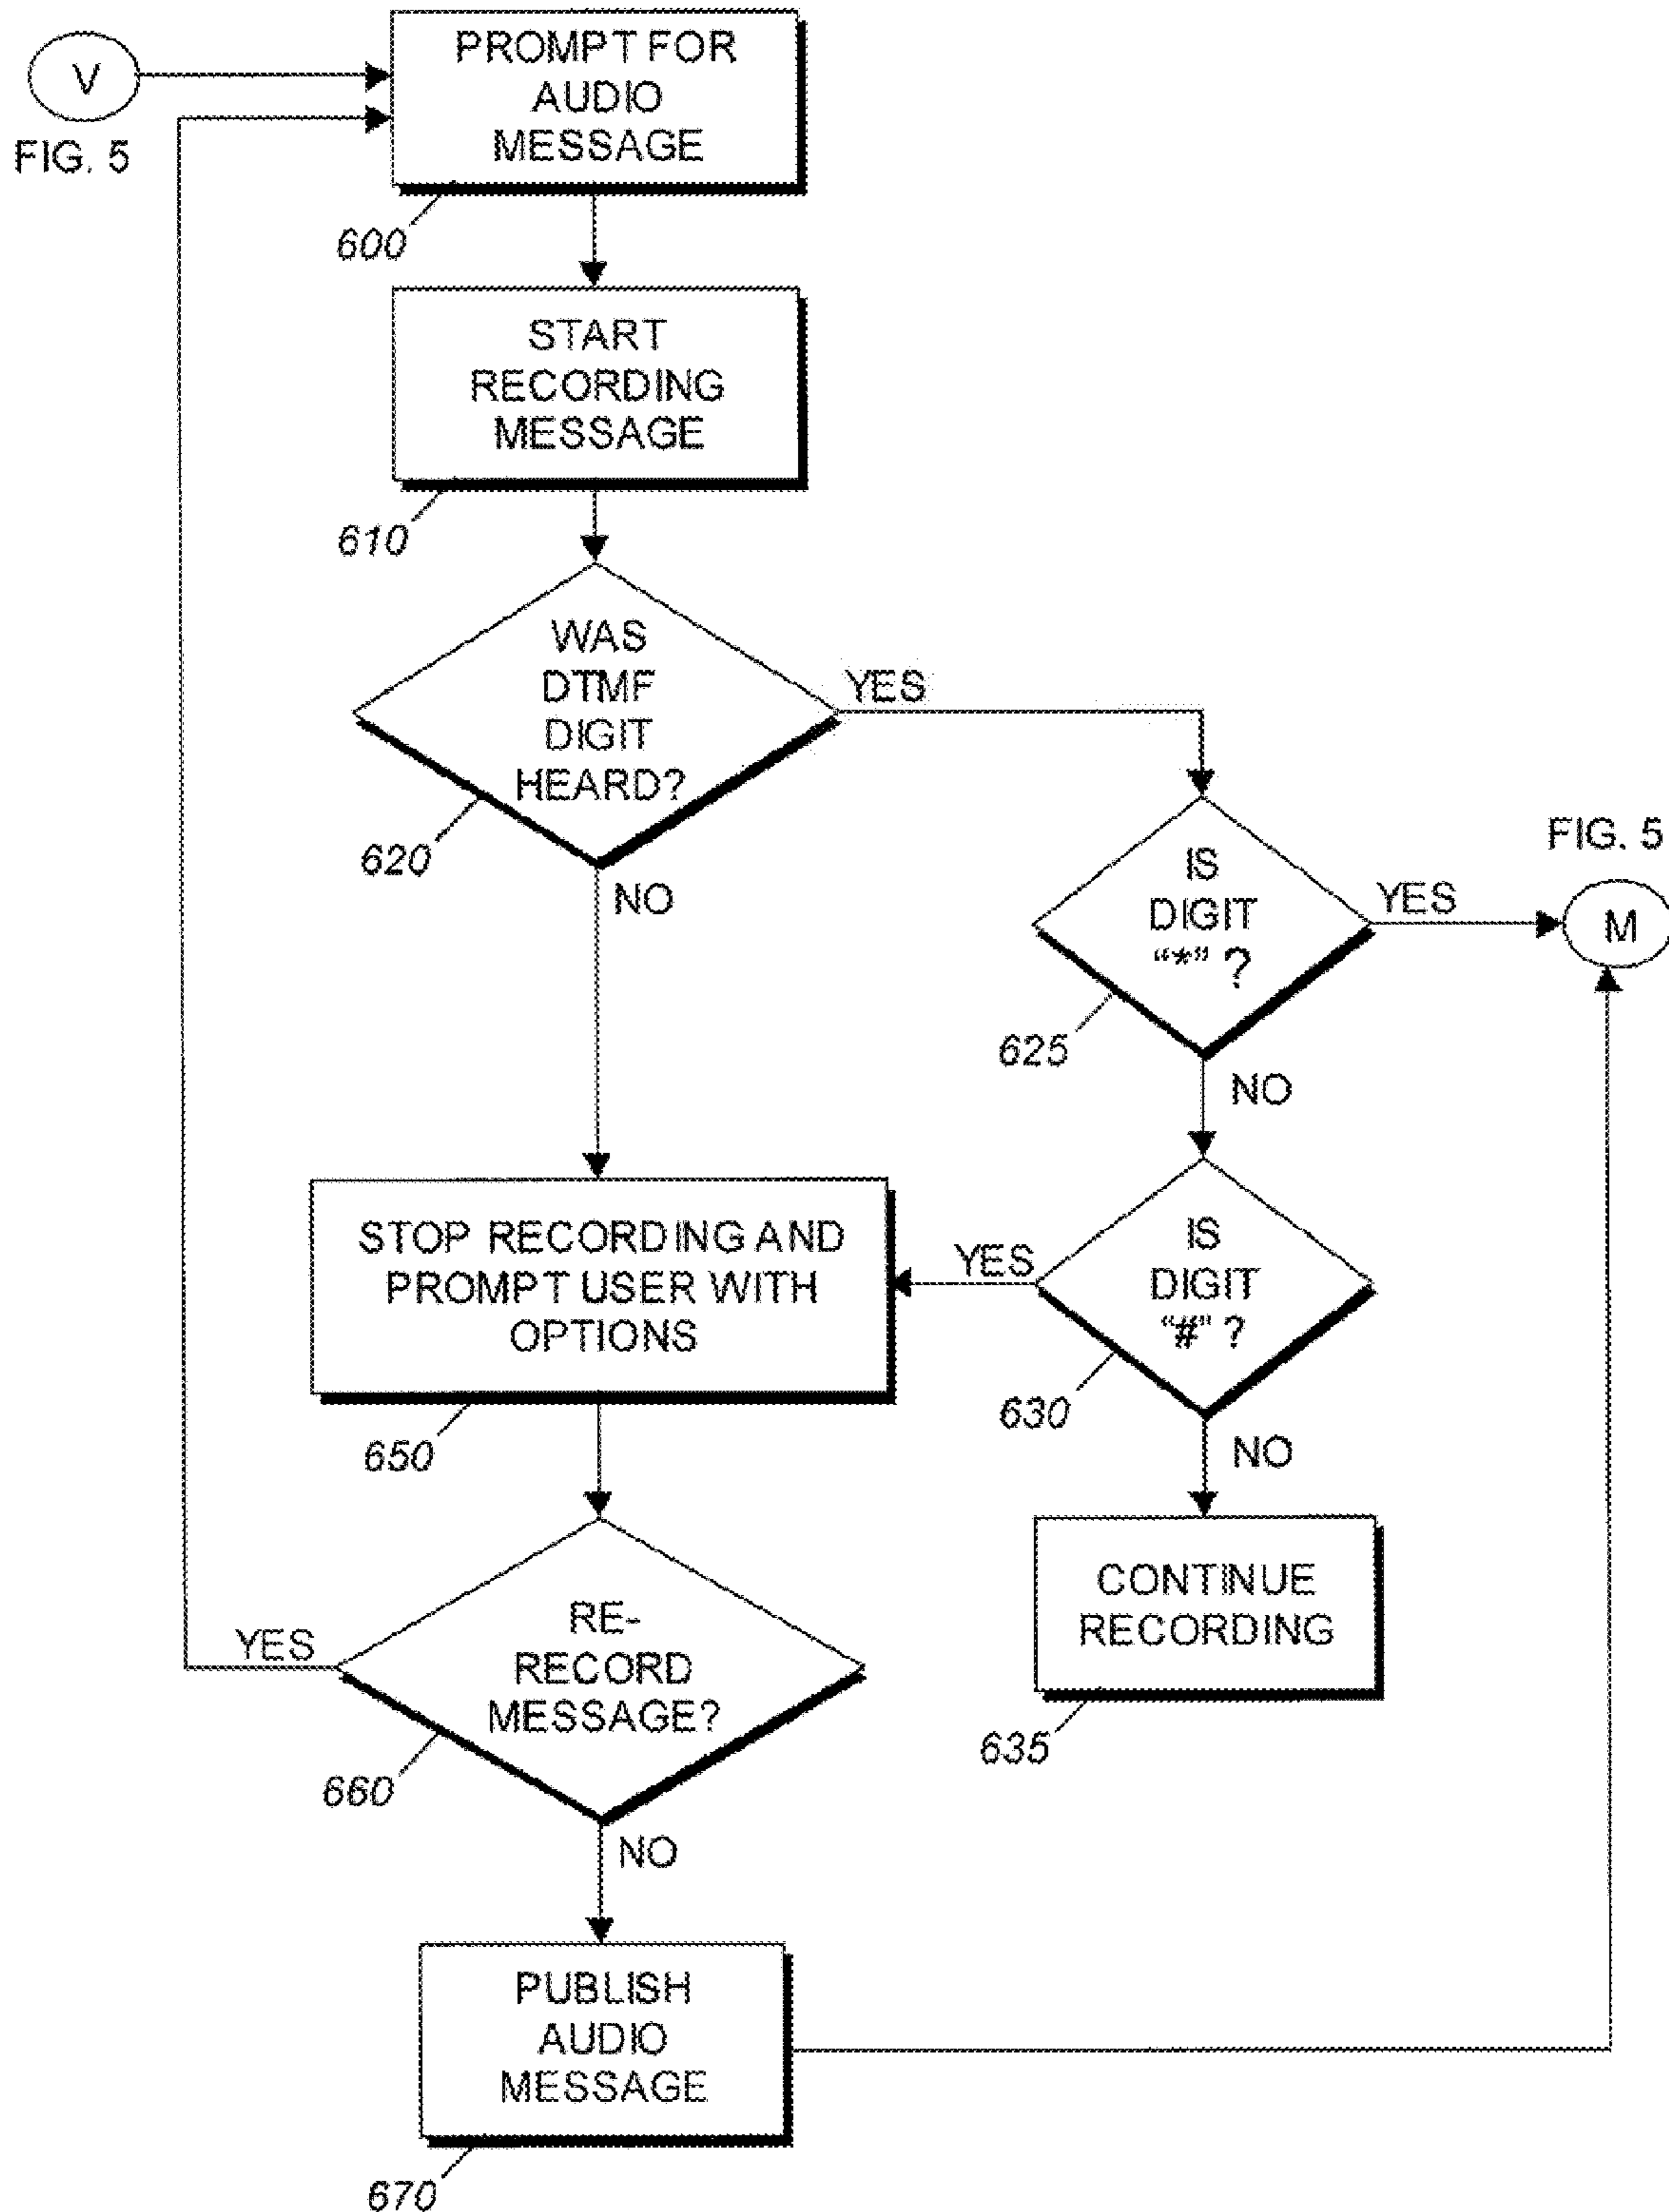 V
FIG. 5
PROMPT FOR
AUDIO
MESSAGE
600
START
RECORDING
MESSAGE
610
WAS
DTMF
DIGIT
HEARD?
YES
620
NO
IS
DIGIT
“*” ?
YES
FIG. 5
M
625
NO
STOP RECORDING AND
PROMPT USER WITH
OPTIONS
YES
IS
DIGIT
“#” ?
650
630
NO
CONTINUE
RECORDING
635
RE-
RECORD
MESSAGE?
YES
660
NO
PUBLISH
AUDIO
MESSAGE
670